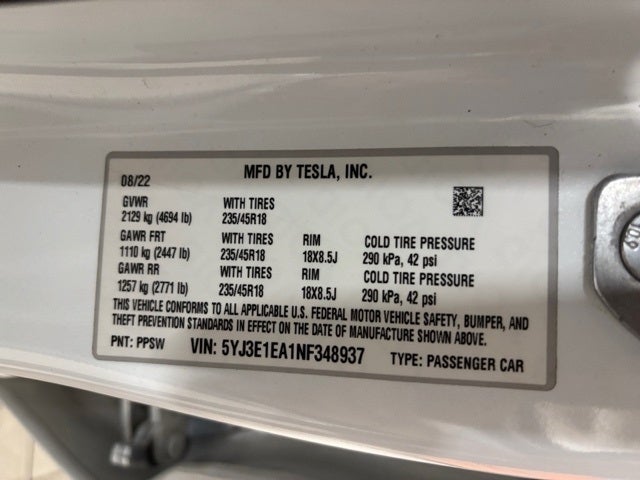 MFD BY TESLA, INC.
08/22
GVWR WITH TIRES
2129 kg (4694 lb) 235/45R18
GAWR FRT WITH TIRES RIM COLD TIRE PRESSURE
1110 kg (2447 lb) 235/45R18 18X8.5J 290 kPa, 42 psi
GAWR RR WITH TIRES RIM COLD TIRE PRESSURE
1257 kg (2771 lb) 235/45R18 18X8.5J 290 kPa, 42 psi
THIS VEHICLE CONFORMS TO ALL APPLICABLE U.S. FEDERAL MOTOR VEHICLE SAFETY, BUMPER, AND
THEFT PREVENTION STANDARDS IN EFFECT ON THE DATE OF MANUFACTURE SHOWN ABOVE.
PNT: PPSW VIN: 5YJ3E1EA1NF348937 TYPE: PASSENGER CAR